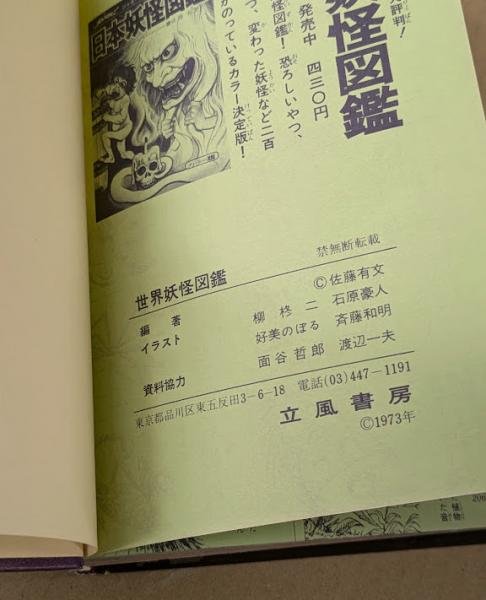 日本妖怪図鑑
評判!
妖怪図鑑
発売中 四三〇円
怪図鑑!恐ろしいやつ、
つ、変わった妖怪など二百
がのっているカラー決定版!
禁無断転載
世界妖怪図鑑
編著 ©佐藤有文
イラスト 柳柊二 石原豪人
好美のぼる 斉藤和明
資料協力 面谷哲郎 渡辺一夫
東京都品川区東五反田3-6-18 電話(03)447-1191
立風書房
©1973年
206
植物